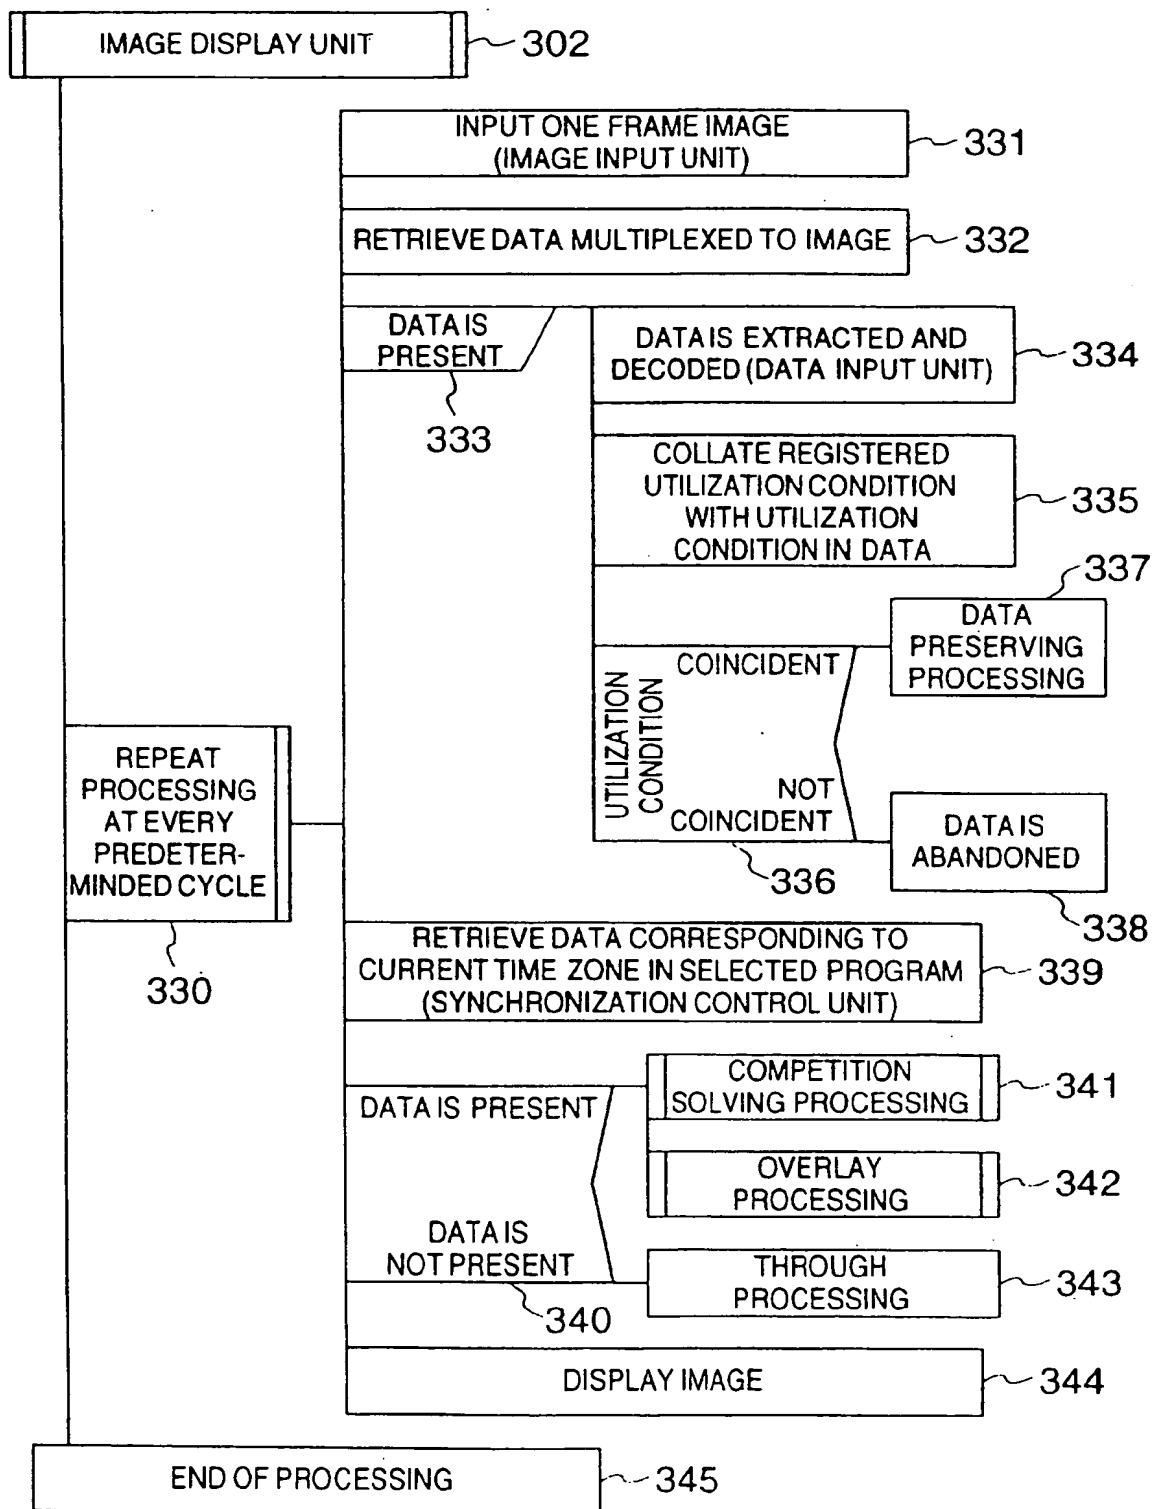 IMAGE DISPLAY UNIT
302
INPUT ONE FRAME IMAGE
(IMAGE INPUT UNIT)
331
RETRIEVE DATA MULTIPLEXED TO IMAGE
332
DATA IS
PRESENT
333
DATA IS EXTRACTED AND
DECODED (DATA INPUT UNIT)
334
COLLATE REGISTERED
UTILIZATION CONDITION
WITH UTILIZATION
CONDITION IN DATA
335
UTILIZATION
CONDITION
COINCIDENT
NOT
COINCIDENT
336
337
DATA
PRESERVING
PROCESSING
DATA IS
ABANDONED
338
REPEAT
PROCESSING
AT EVERY
PREDETER-
MINDED CYCLE
330
RETRIEVE DATA CORRESPONDING TO
CURRENT TIME ZONE IN SELECTED PROGRAM
(SYNCHRONIZATION CONTROL UNIT)
339
DATA IS PRESENT
DATA IS
NOT PRESENT
340
COMPETITION
SOLVING PROCESSING
341
OVERLAY
PROCESSING
342
THROUGH
PROCESSING
343
DISPLAY IMAGE
344
END OF PROCESSING
345